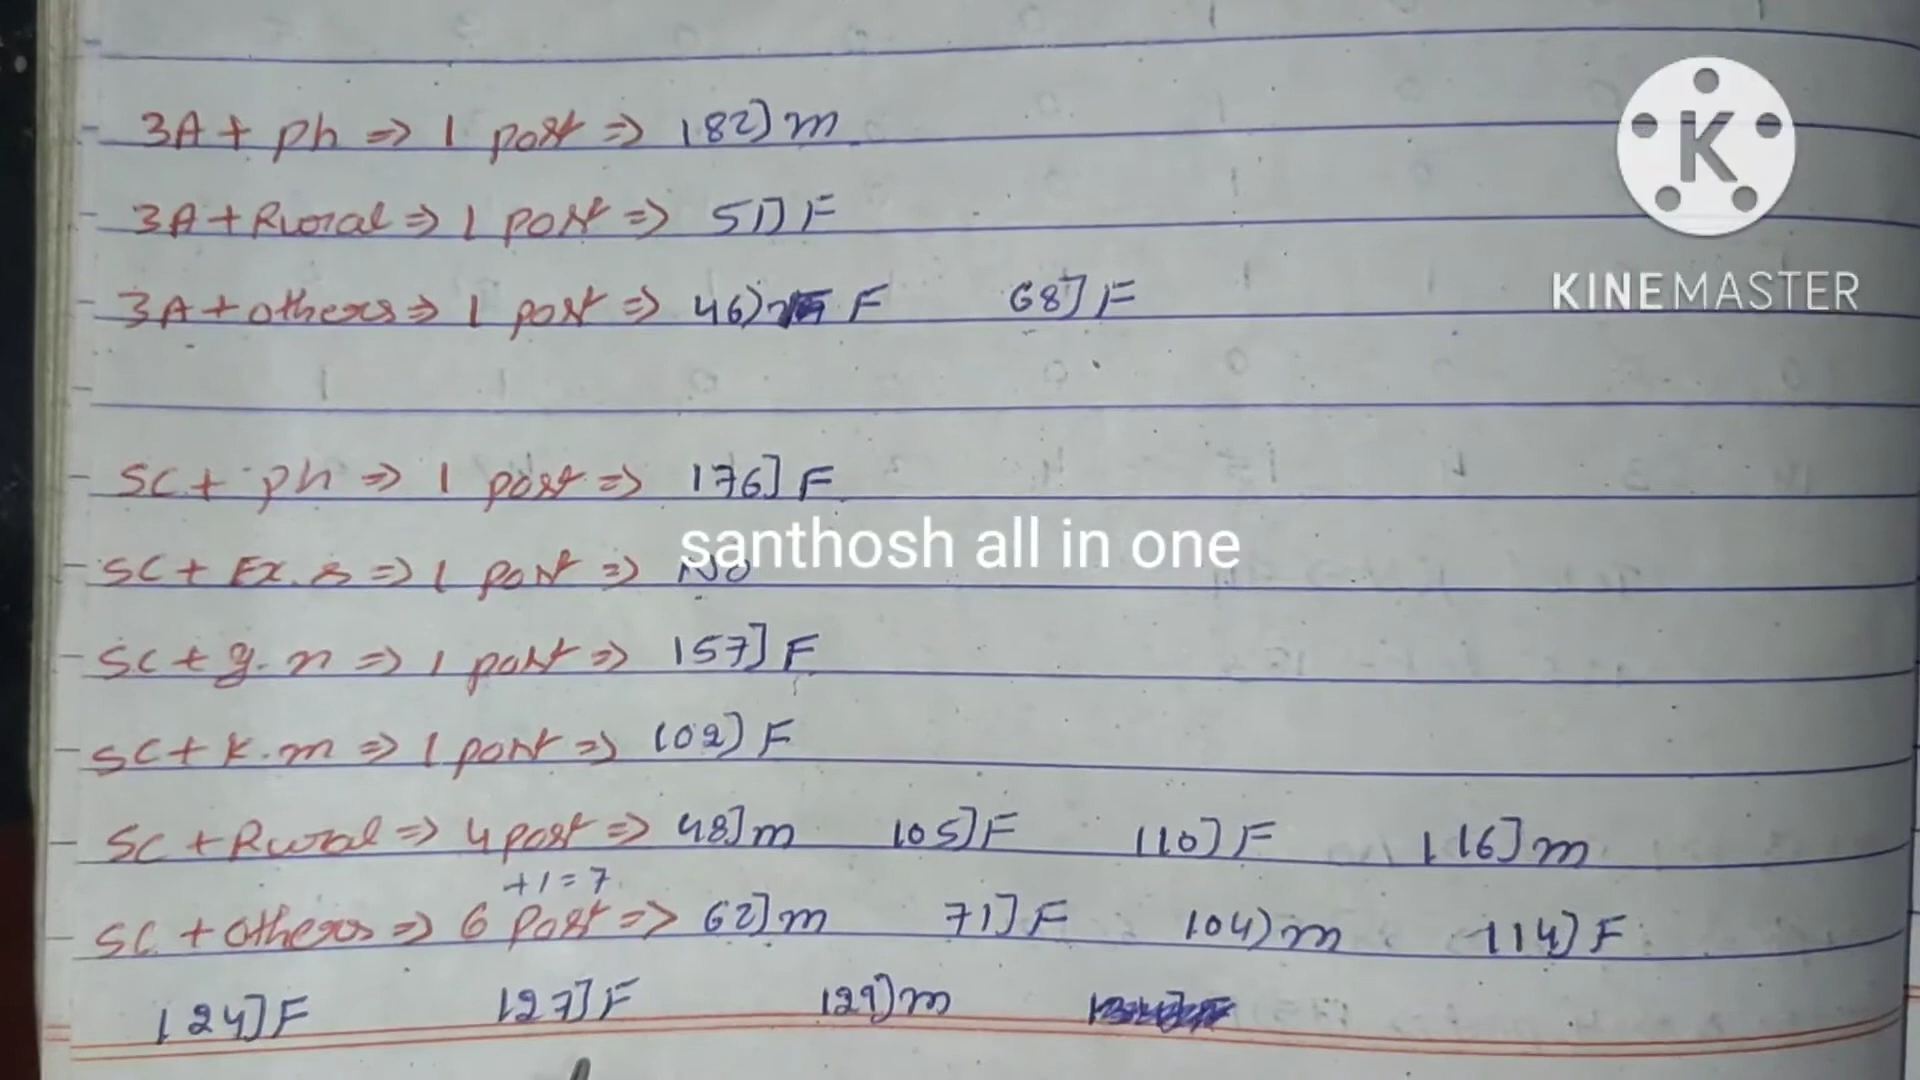 3A + ph => 1 post => 182) m
3A + Rural => 1 post => 51] F
3A + others => 1 post => 46) F 68] F
SC + ph => 1 post => 176] F
SC + Ex. s => 1 post => No
SC + g. n => 1 post => 157] F
SC + k. m => 1 post => 102) F
SC + Rural => 4 post => 48] m 105] F 110] F 116] m
+1 = 7
SC + others => 6 post => 62] m 71] F 104) m 114) F
124] F 127] F 129) m
K
KINEMASTER
santhosh all in one